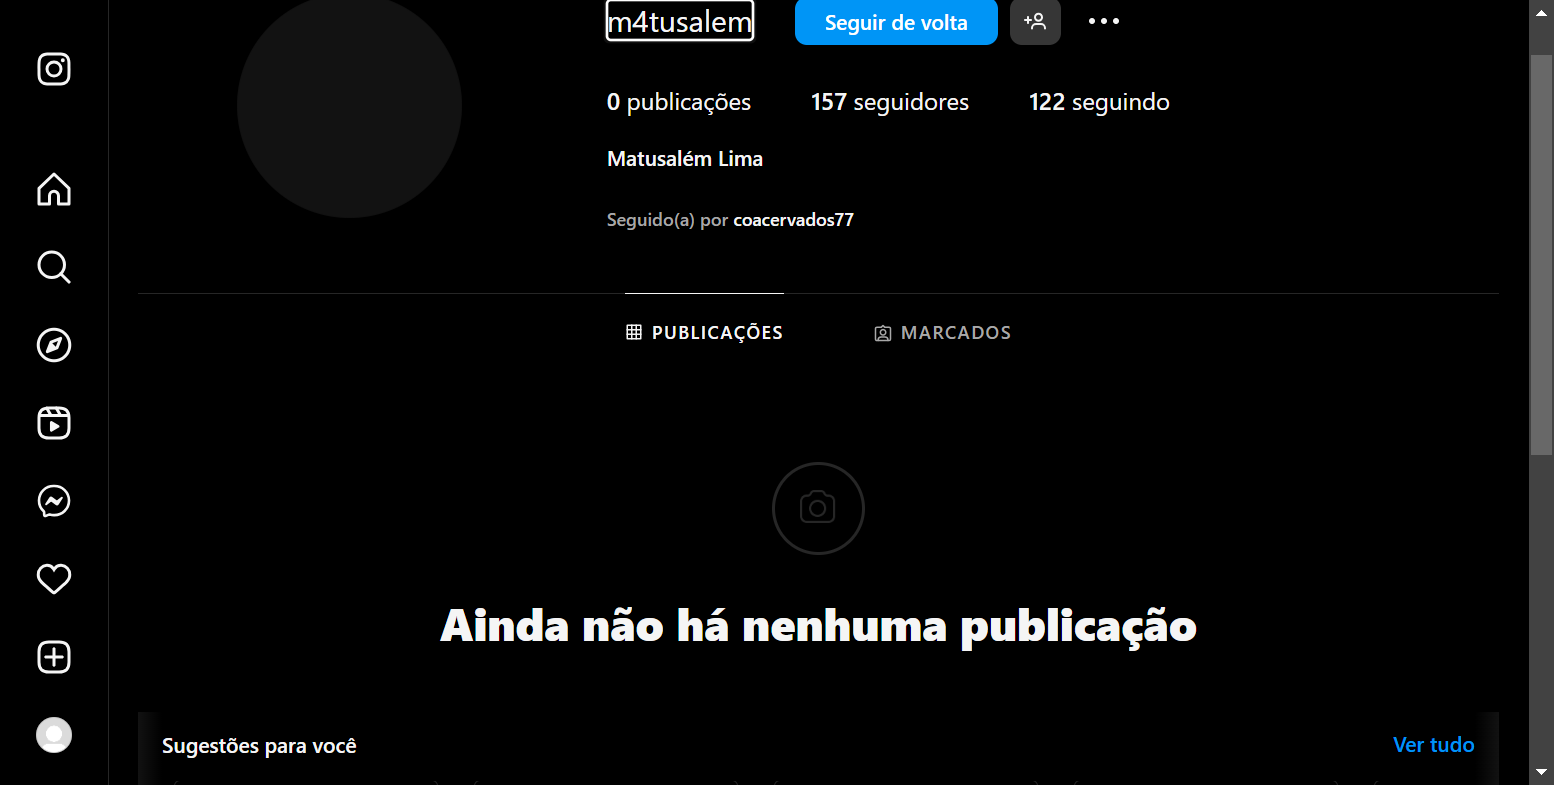 m4tusalem Seguir de volta
0 publicações 157 seguidores 122 seguindo
Matusalém Lima
Seguido(a) por coacervados77
PUBLICAÇÕES MARCADOS
Ainda não há nenhuma publicação
Sugestões para você Ver tudo